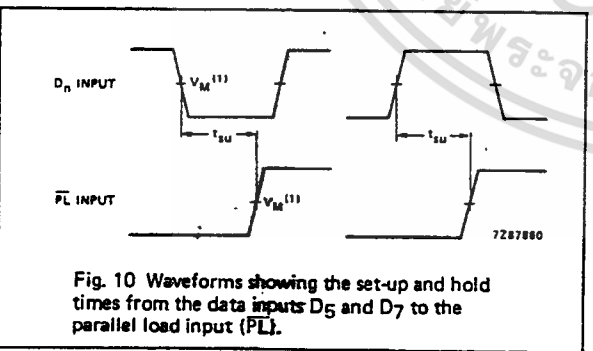 Dn INPUT
VM(1)
tsu
tsu
PL INPUT
VM(1)
7Z87860
Fig. 10 Waveforms showing the set-up and hold
times from the data inputs D5 and D7 to the
parallel load input (PL).